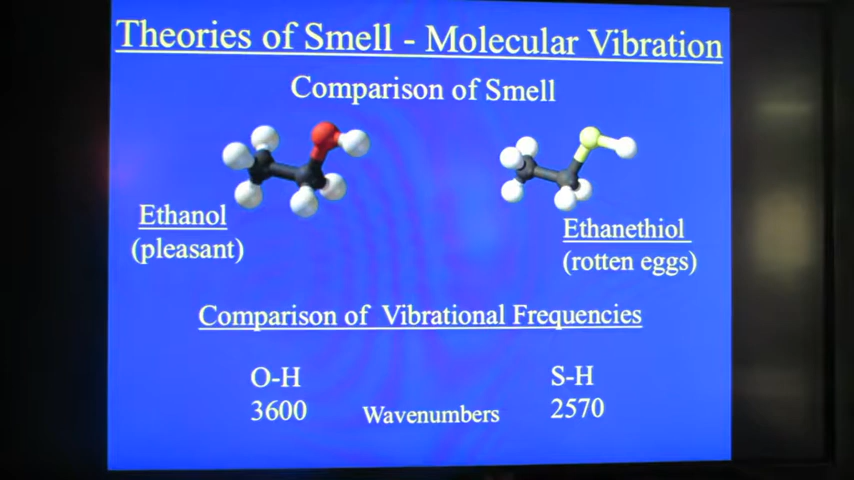 Theories of Smell - Molecular Vibration
Comparison of Smell
Ethanol
(pleasant)
Ethanethiol
(rotten eggs)
Comparison of Vibrational Frequencies
O-H
S-H
3600
Wavenumbers
2570